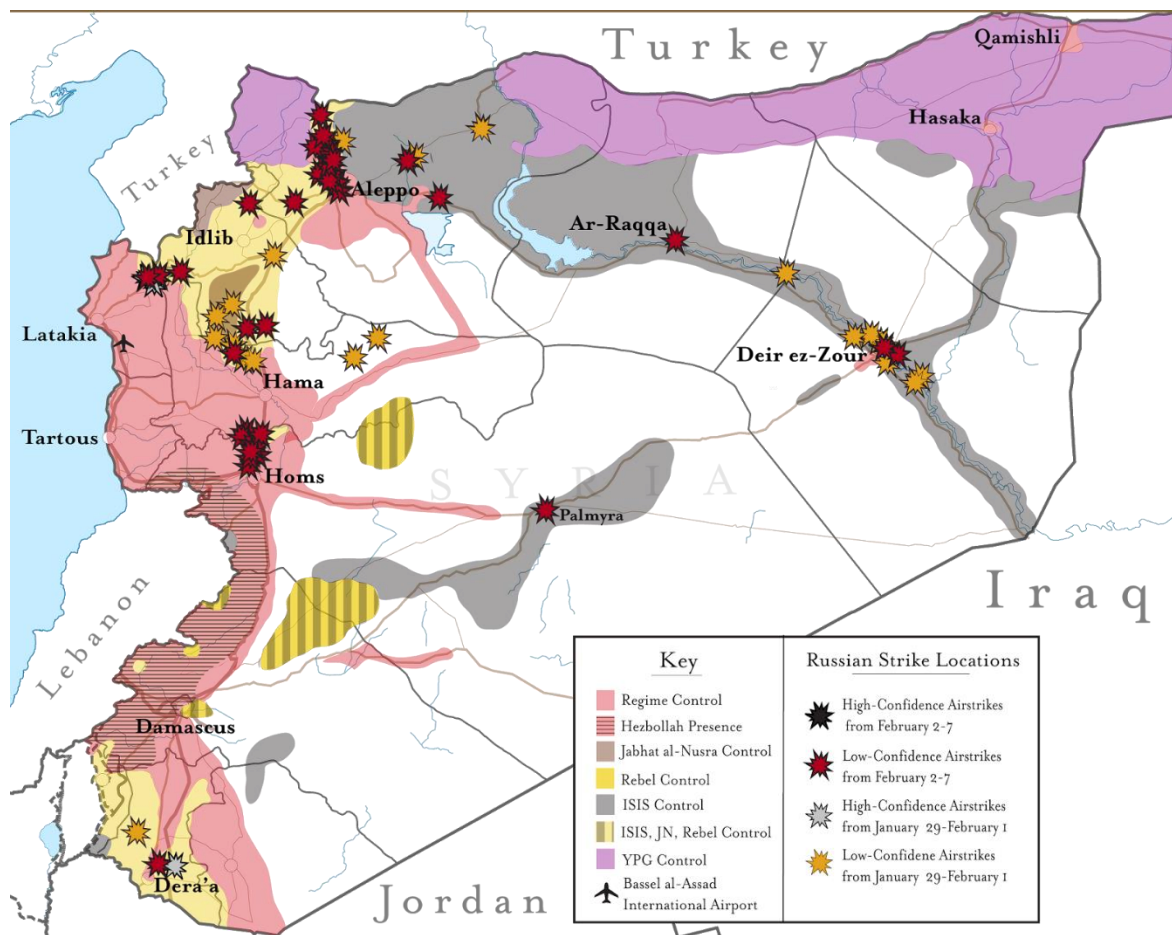 Turkey
Qamishli
Hasaka
Turkey
Aleppo
Ar-Raqqa
Idlib
Latakia
Deir ez-Zour
Hama
Tartous
Homs
SYRIA
Palmyra
Iraq
Lebanon
Damascus
Dera'a
Jordan
Key
Regime Control
Hezbollah Presence
Jabhat al-Nusra Control
Rebel Control
ISIS Control
ISIS, JN, Rebel Control
YPG Control
Bassel al-Assad
International Airport
Russian Strike Locations
High-Confidence Airstrikes
from February 2-7
Low-Confidence Airstrikes
from February 2-7
High-Confidence Airstrikes
from January 29-February 1
Low-Confidene Airstrikes
from January 29-February 1